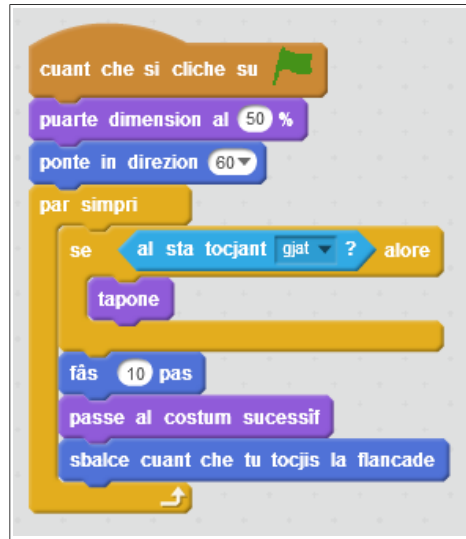 cuant che si cliche su
puarte dimension al 50 %
ponte in direzion 60
par simpri
se al sta tocjant gjat ? alore
tapone
fâs 10 pas
passe al costum sucessîf
sbalce cuant che tu tocjis la flancade